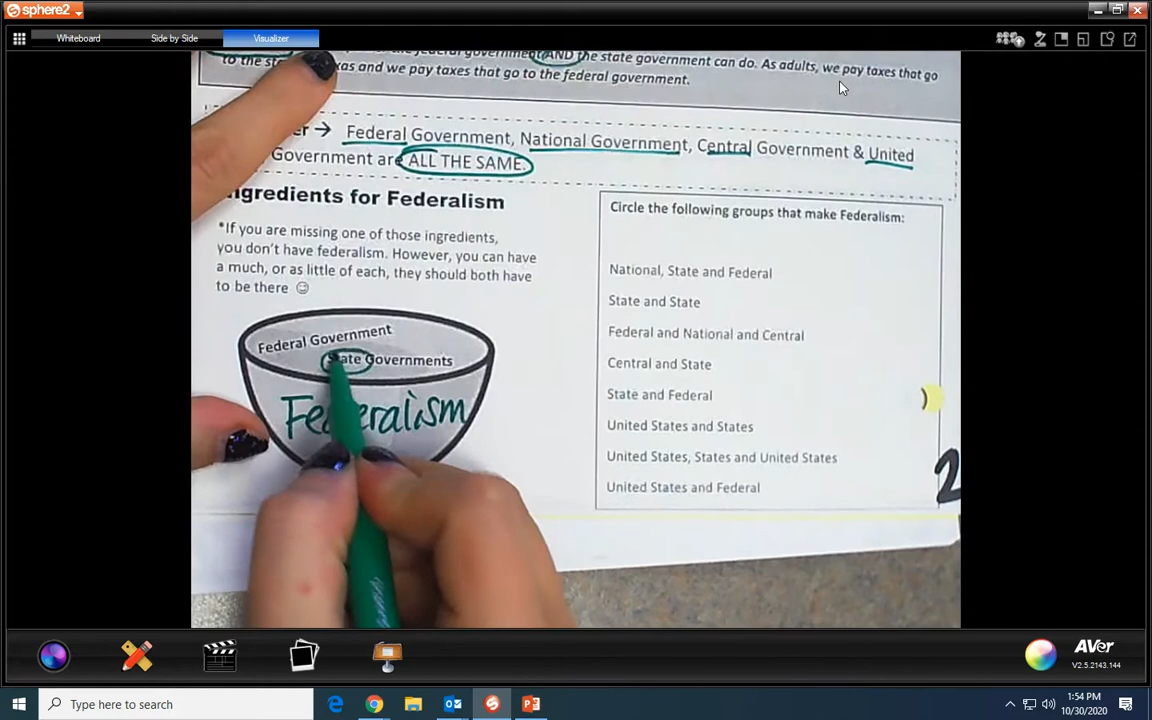 sphere2
Whiteboard
Side by Side
Visualizer
the federal government AND the state government can do. As adults, we pay taxes that go
to the and we pay taxes that go to the federal government.
→ Federal Government, National Government, Central Government & United
Government are ALL THE SAME.
Ingredients for Federalism
*If you are missing one of those ingredients,
you don't have federalism. However, you can have
a much, or as little of each, they should both have
to be there ☺
Federal Government
State Governments
Federalism
Circle the following groups that make Federalism:
National, State and Federal
State and State
Federal and National and Central
Central and State
State and Federal
United States and States
United States, States and United States
United States and Federal
2
AVer
V2.5.2143.144
Type here to search
1:54 PM
10/30/2020